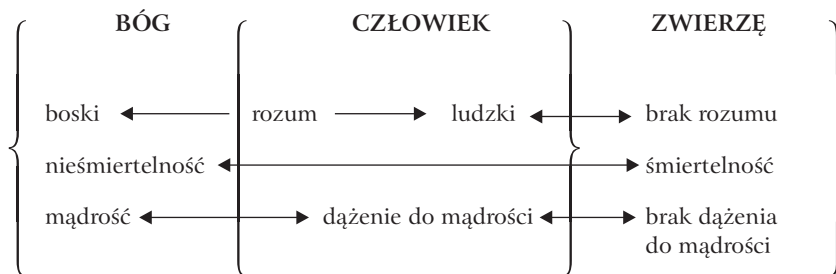 BÓG CZŁOWIEK ZWIERZĘ
boski rozum ludzki brak rozumu
nieśmiertelność śmiertelność
mądrość dążenie do mądrości brak dążenia
do mądrości